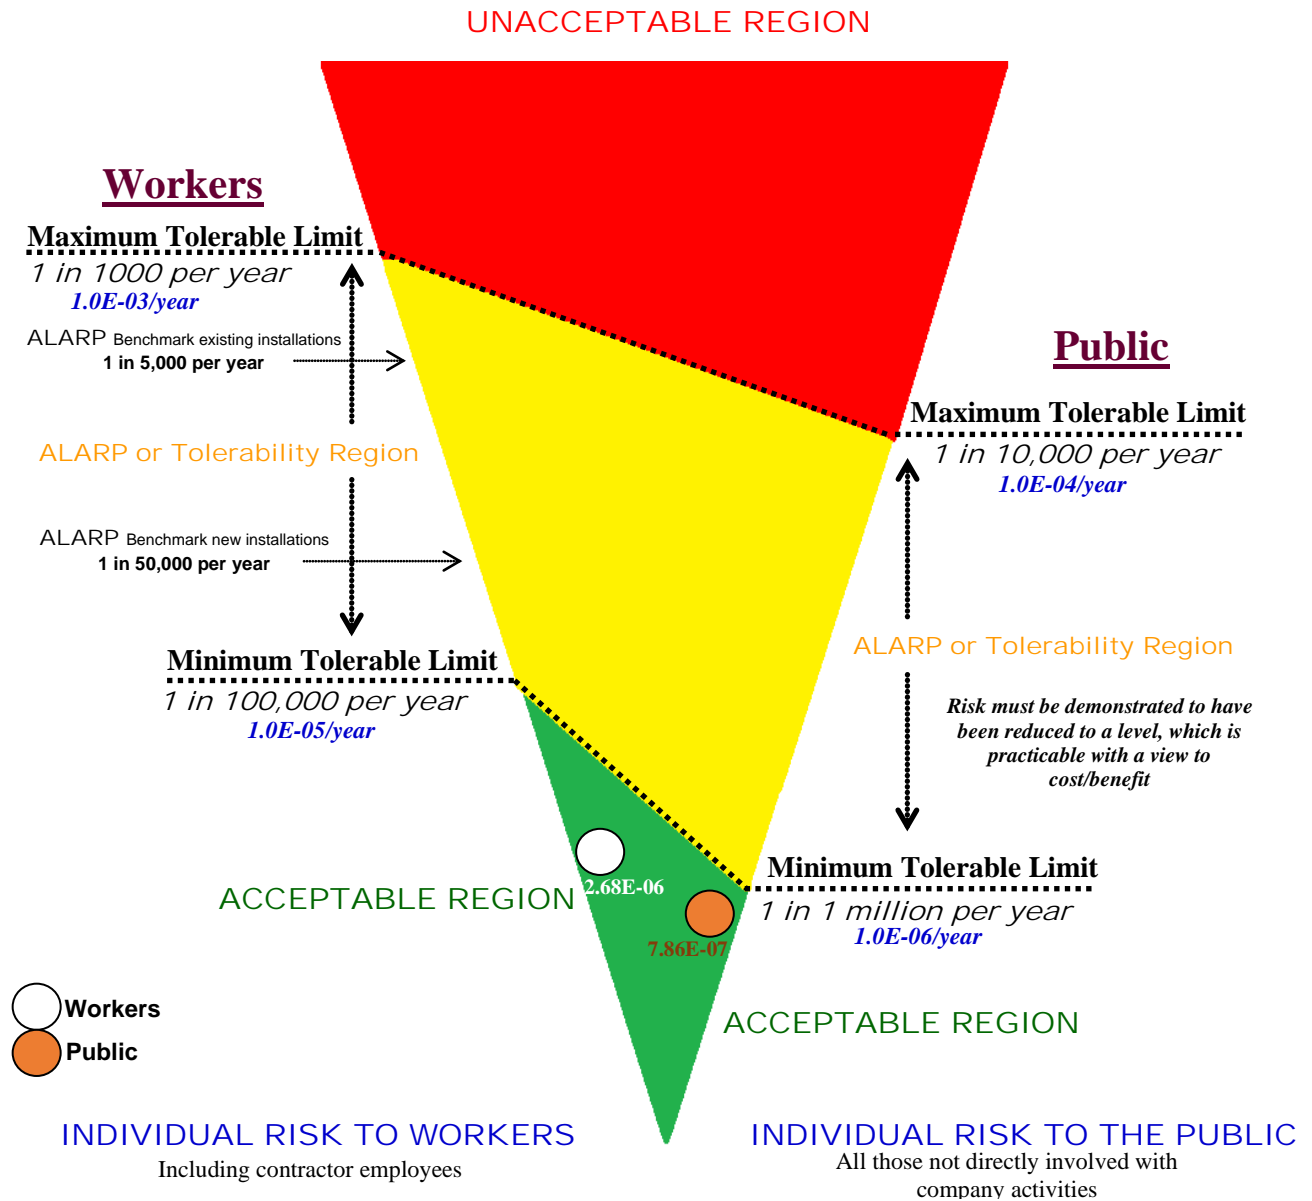 UNACCEPTABLE REGION
Workers
Maximum Tolerable Limit
1 in 1000 per year
1.0E-03/year
ALARP Benchmark existing installations
1 in 5,000 per year
ALARP or Tolerability Region
ALARP Benchmark new installations
1 in 50,000 per year
Minimum Tolerable Limit
1 in 100,000 per year
1.0E-05/year
Public
Maximum Tolerable Limit
1 in 10,000 per year
1.0E-04/year
ALARP or Tolerability Region
Risk must be demonstrated to have
been reduced to a level, which is
practicable with a view to
cost/benefit
Minimum Tolerable Limit
1 in 1 million per year
1.0E-06/year
ACCEPTABLE REGION
2.68E-06
7.86E-07
ACCEPTABLE REGION
Workers
Public
INDIVIDUAL RISK TO WORKERS
Including contractor employees
INDIVIDUAL RISK TO THE PUBLIC
All those not directly involved with
company activities